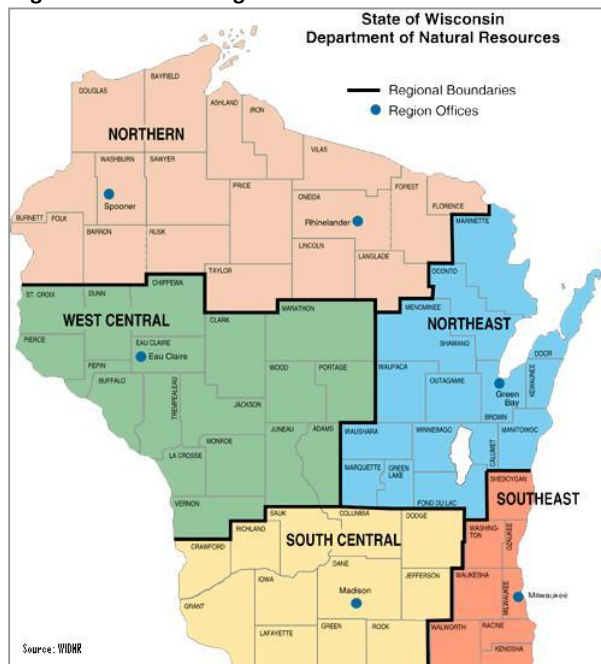 State of Wisconsin
Department of Natural Resources
Regional Boundaries
Region Offices
BAYFIELD
DOUGLAS
ASHLAND
IRON
NORTHERN
VILAS
WASHBURN
SAWYER
FOREST
PRICE
ONEIDA
FLORENCE
Spooner
Rhinelander
MARINETTE
BURNETT
POLK
BARRON
RUSK
LINCOLN
LANGLADE
TAYLOR
OCONTO
CHIPPEWA
ST. CROIX
DUNN
MENOMINEE
MARATHON
WEST CENTRAL
CLARK
NORTHEAST
PIERCE
EAU CLAIRE
Eau Claire
SHAWANO
DOOR
PEPIN
WOOD
PORTAGE
WAUPACA
BUFFALO
TREMPEALEAU
OUTAGAMIE
Green
Bay
KEWAUNEE
JACKSON
BROWN
JUNEAU
ADAMS
WAUSHARA
WINNEBAGO
CALUMET
MANITOWOC
MONROE
LA CROSSE
MARQUETTE
GREEN
LAKE
SHEBOYGAN
VERNON
FOND DU LAC
SOUTHEAST
SAUK
COLUMBIA
DODGE
RICHLAND
WASHING-
TON
OZAUKEE
CRAWFORD
SOUTH CENTRAL
DANE
IOWA
JEFFERSON
WAUKESHA
MILWAUKEE
Milwaukee
Madison
GRANT
LAFAYETTE
GREEN
ROCK
WALWORTH
RACINE
KENOSHA
Source: WIDNR